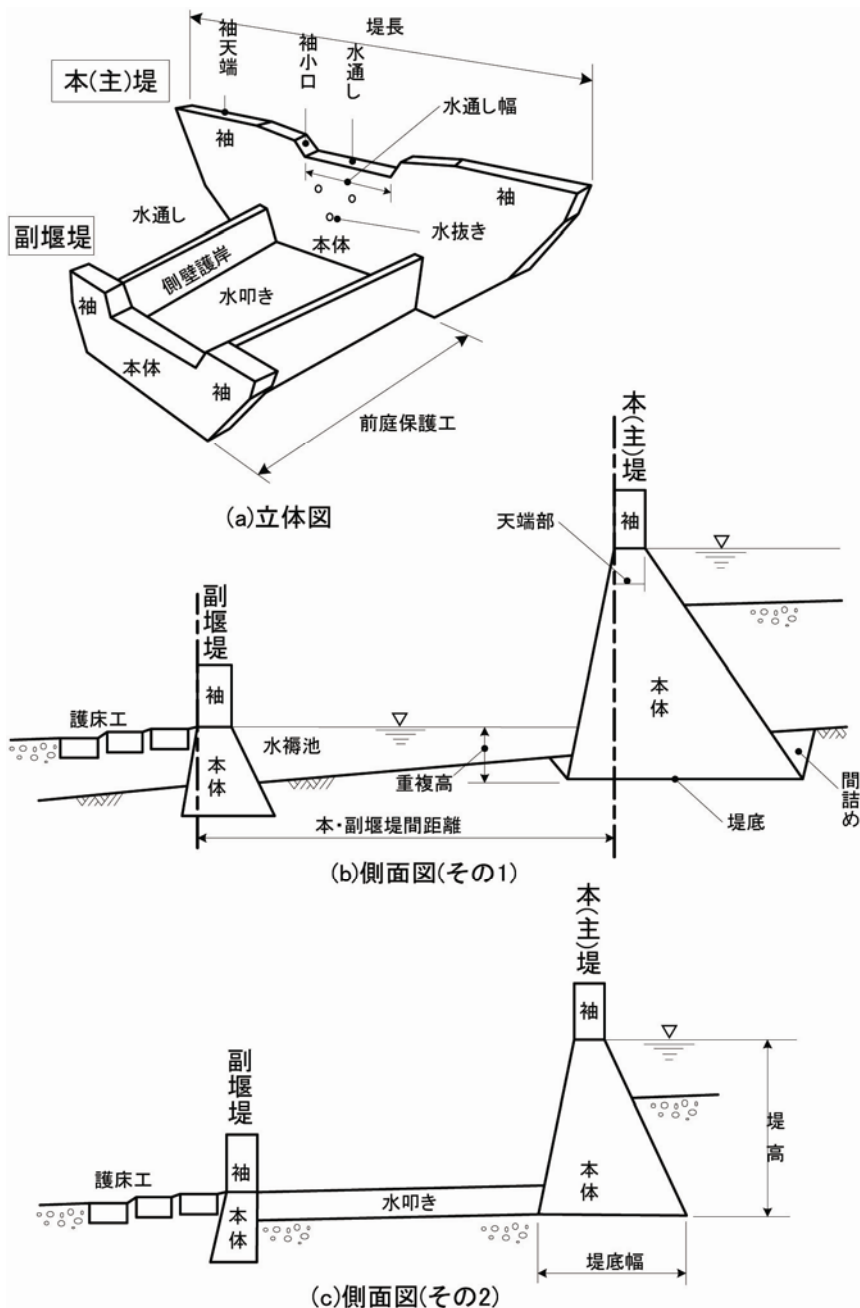 堤長
袖天端
袖小口
水通し
本(主)堤
水通し幅
袖
袖
水通し
水抜き
副堰堤
本体
側壁護岸
水叩き
袖
本体
袖
前庭保護工
(a)立体図
本(主)堤
天端部
袖
副堰堤
袖
本体
護床工
水褥池
本体
重複高
間詰め
堤底
本・副堰堤間距離
(b)側面図(その1)
本(主)堤
袖
副堰堤
堤高
袖
護床工
本体
水叩き
本体
堤底幅
(c)側面図(その2)